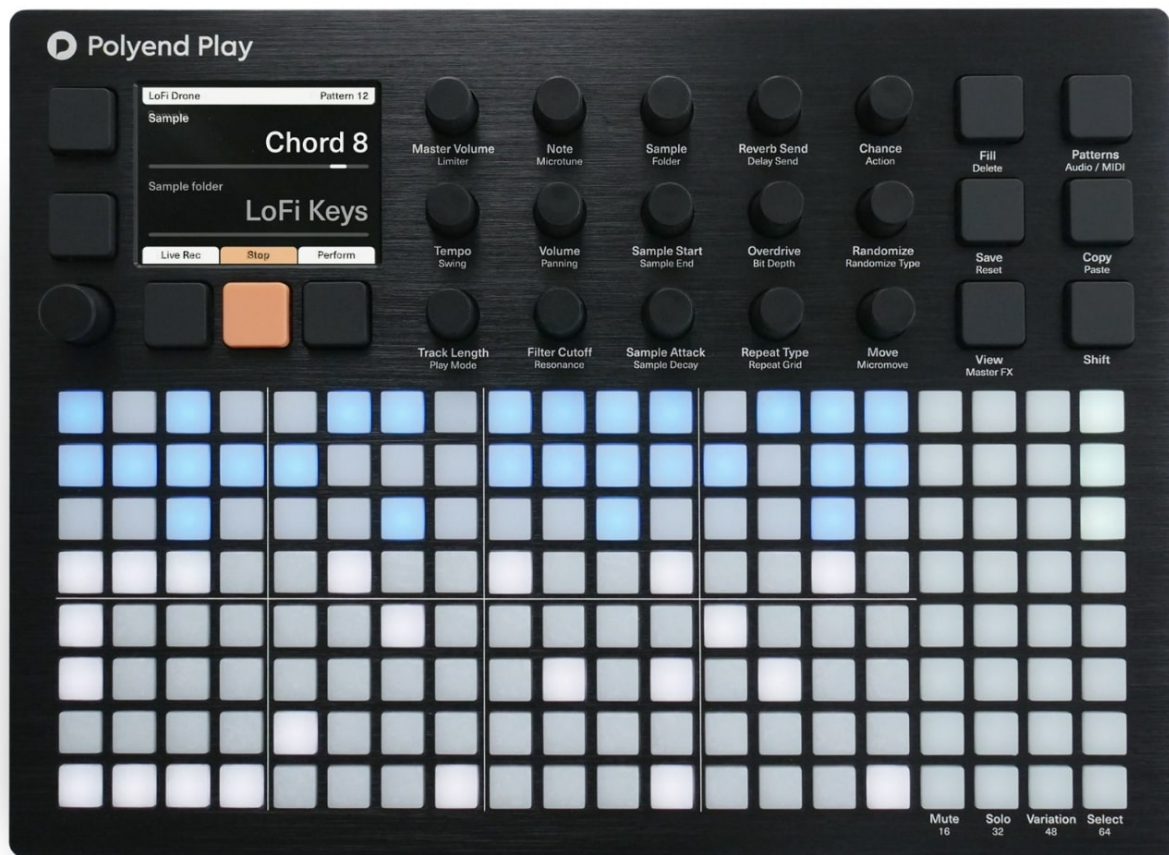 Polyend Play
LoFi Drone Pattern 12
Sample
Chord 8
Sample folder
LoFi Keys
Live Rec Stop Perform
Master Volume Note Sample Reverb Send Chance
Limiter Microtune Folder Delay Send Action
Fill Patterns
Delete Audio / MIDI
Tempo Volume Sample Start Overdrive Randomize
Swing Panning Sample End Bit Depth Randomize Type
Save Copy
Reset Paste
Track Length Filter Cutoff Sample Attack Repeat Type Move
Play Mode Resonance Sample Decay Repeat Grid Micromove
View Shift
Master FX
Mute Solo Variation Select
16 32 48 64